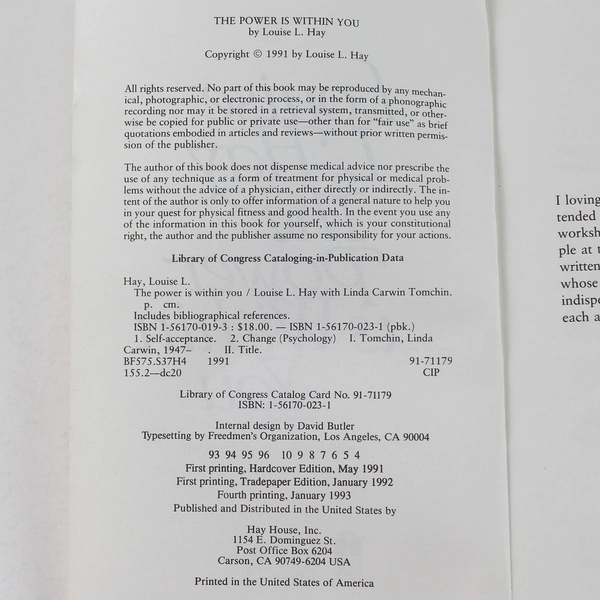 THE POWER IS WITHIN YOU
by Louise L. Hay
Copyright © 1991 by Louise L. Hay
All rights reserved. No part of this book may be reproduced by any mechan-
ical, photographic, or electronic process, or in the form of a phonographic
recording nor may it be stored in a retrieval system, transmitted, or other-
wise be copied for public or private use—other than for "fair use" as brief
quotations embodied in articles and reviews—without prior written permis-
sion of the publisher.
The author of this book does not dispense medical advice nor prescribe the
use of any technique as a form of treatment for physical or medical prob-
lems without the advice of a physician, either directly or indirectly. The in-
tent of the author is only to offer information of a general nature to help you
in your quest for physical fitness and good health. In the event you use any
of the information in this book for yourself, which is your constitutional
right, the author and the publisher assume no responsibility for your actions.
Library of Congress Cataloging-in-Publication Data
Hay, Louise L.
The power is within you / Louise L. Hay with Linda Carwin Tomchin.
p. cm.
Includes bibliographical references.
ISBN 1-56170-019-3 : $18.00. — ISBN 1-56170-023-1 (pbk.)
1. Self-acceptance. 2. Change (Psychology) I. Tomchin, Linda
Carwin, 1947- . II. Title.
BF575.S37H4 1991 91-71179
155.2—dc20 CIP
Library of Congress Catalog Card No. 91-71179
ISBN: 1-56170-023-1
Internal design by David Butler
Typesetting by Freedmen's Organization, Los Angeles, CA 90004
93 94 95 96 10 9 8 7 6 5 4
First printing, Hardcover Edition, May 1991
First printing, Tradepaper Edition, January 1992
Fourth printing, January 1993
Published and Distributed in the United States by
Hay House, Inc.
1154 E. Dominguez St.
Post Office Box 6204
Carson, CA 90749-6204 USA
Printed in the United States of America
I loving
tended
worksh
ple at t
written
whose
indispe
each a